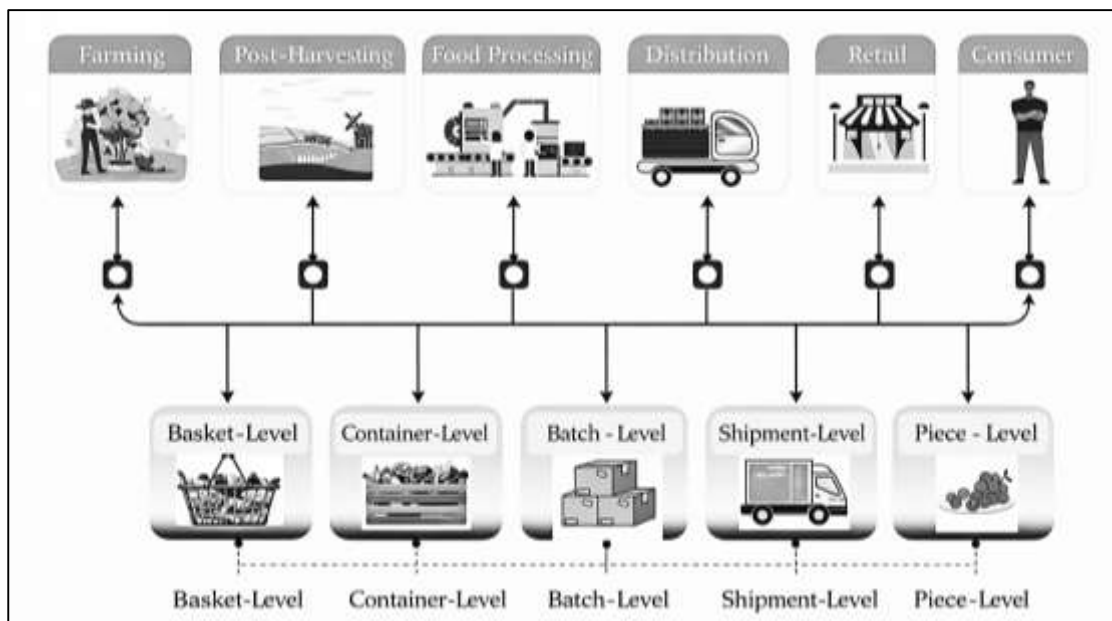 Farming Post-Harvesting Food Processing Distribution Retail Consumer
Basket-Level Container-Level Batch - Level Shipment-Level Piece - Level
Basket-Level Container-Level Batch-Level Shipment-Level Piece-Level